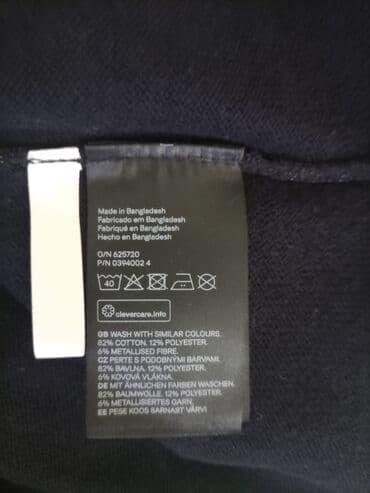 Made in Bangladesh
Fabricado em Bangladesh
Fabriqué en Bangladesh
Hecho en Bangladesh
O/N 625720
P/N 0394002 4
40
clevercare.info
GB WASH WITH SIMILAR COLOURS.
82% COTTON. 12% POLYESTER.
6% METALLISED FIBRE.
CZ PERTE S PODOBNÝMI BARVAMI.
82% BAVLNA. 12% POLYESTER.
6% KOVOVÁ VLÁKNA.
DE MIT ÄHNLICHEN FARBEN WASCHEN.
82% BAUMWOLLE. 12% POLYESTER.
6% METALLISIERTES GARN.
EE PESE KOOS SARNAST VÄRVI